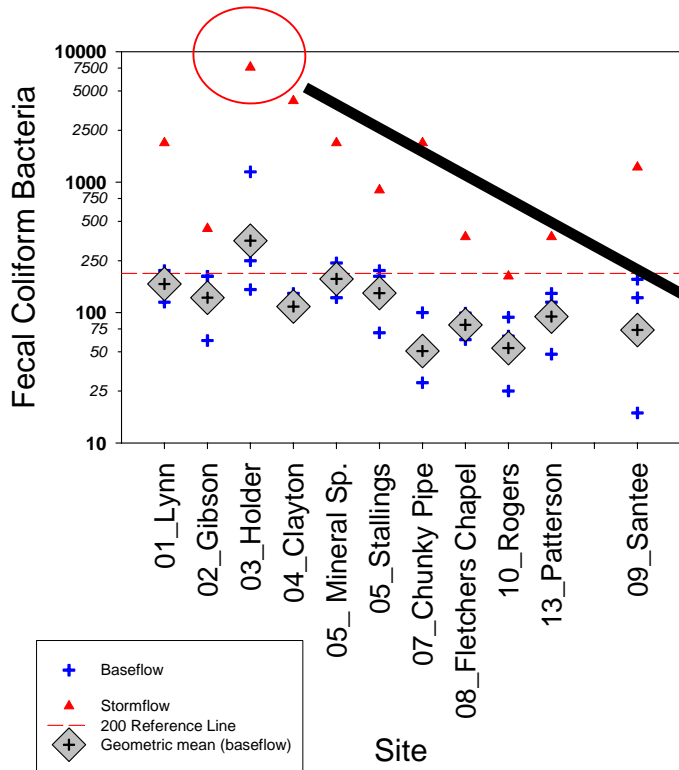 Fecal Coliform Bacteria
10000
7500
5000
2500
1000
750
500
250
100
75
50
25
10
01_Lynn
02_Gibson
03_Holder
04_Clayton
05_ Mineral Sp.
05_Stallings
07_Chunky Pipe
08_Fletchers Chapel
10_Rogers
13_Patterson
09_Santee
Site
Baseflow
Stormflow
200 Reference Line
Geometric mean (baseflow)